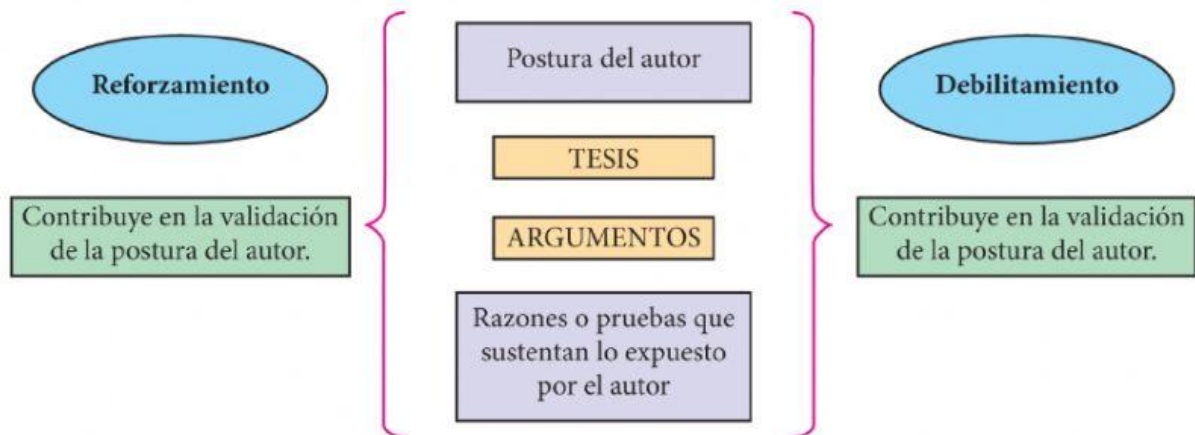 Reforzamiento
Contribuye en la validación
de la postura del autor.
Postura del autor
TESIS
ARGUMENTOS
Razones o pruebas que
sustentan lo expuesto
por el autor
Debilitamiento
Contribuye en la validación
de la postura del autor.